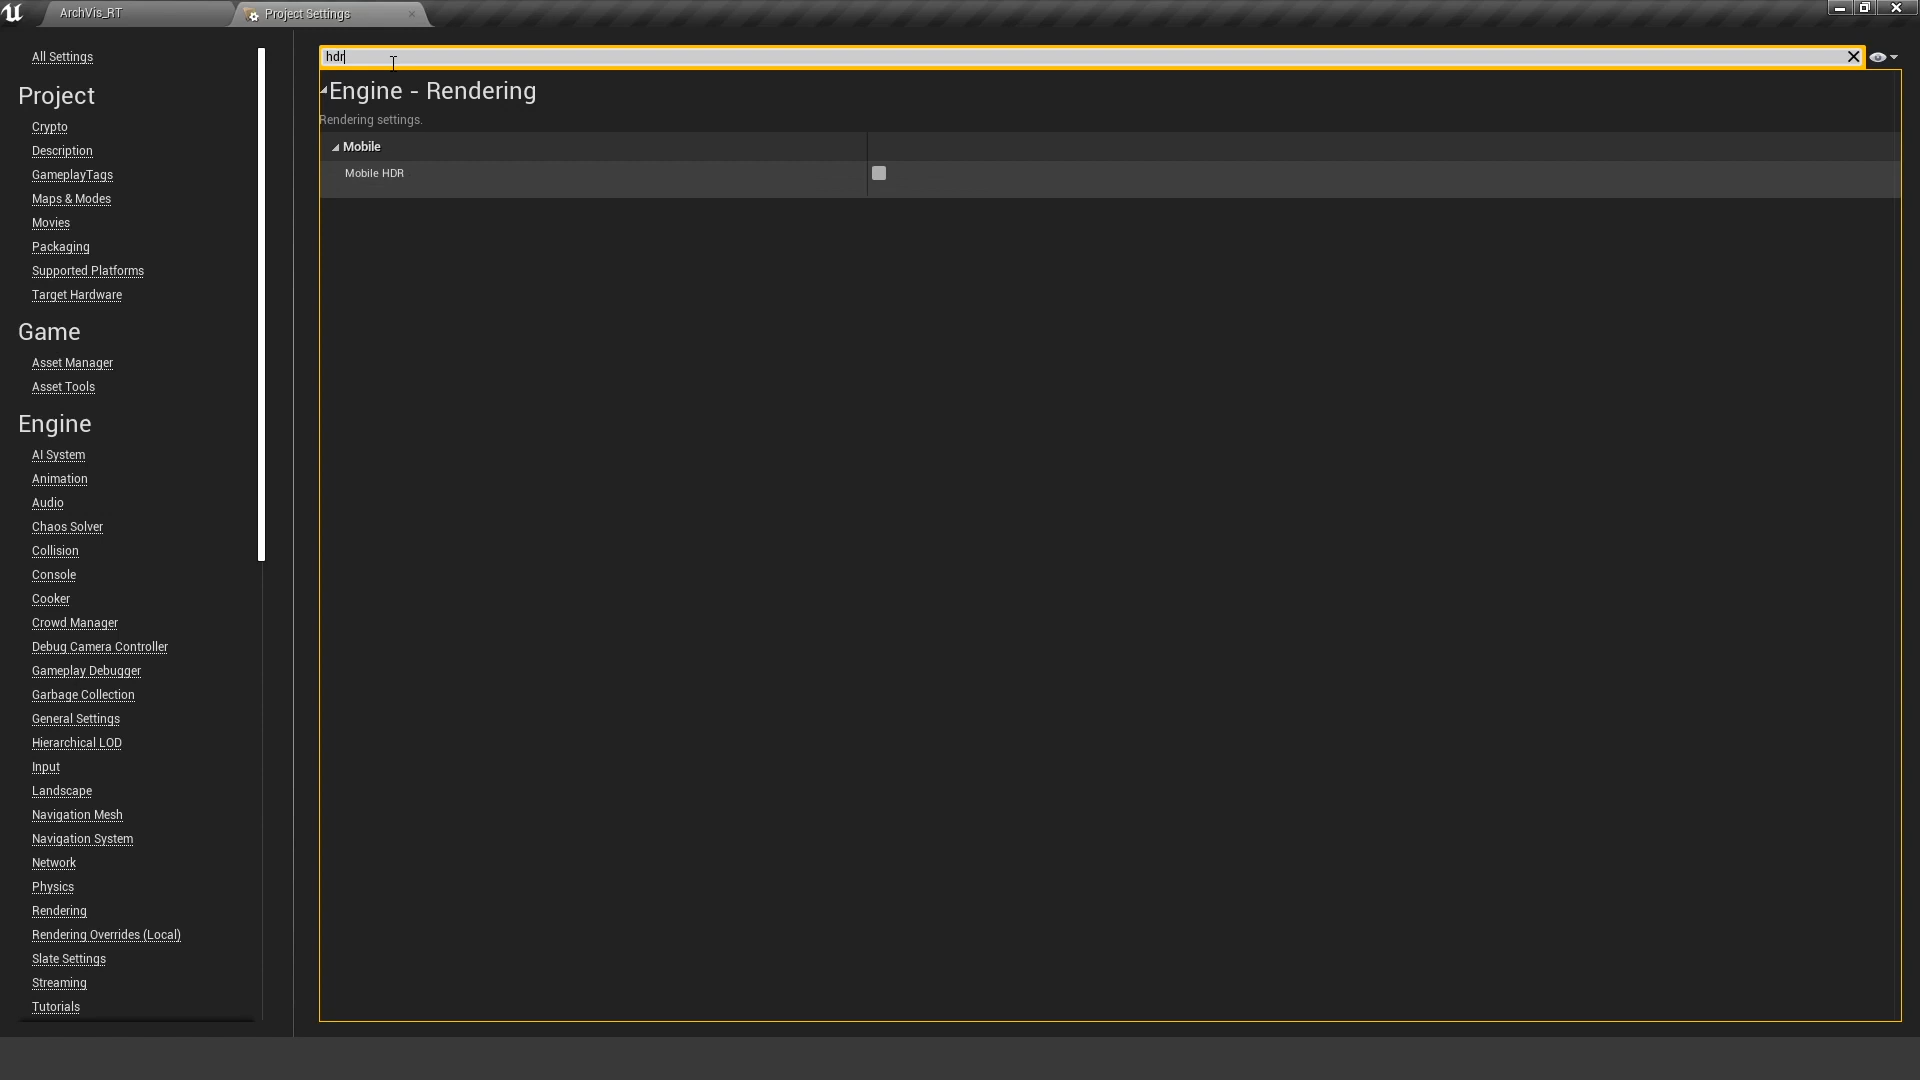 ArchVis_RT
Project Settings
All Settings
Project
Crypto
Description
GameplayTags
Maps & Modes
Movies
Packaging
Supported Platforms
Target Hardware
Game
Asset Manager
Asset Tools
Engine
AI System
Animation
Audio
Chaos Solver
Collision
Console
Cooker
Crowd Manager
Debug Camera Controller
Gameplay Debugger
Garbage Collection
General Settings
Hierarchical LOD
Input
Landscape
Navigation Mesh
Navigation System
Network
Physics
Rendering
Rendering Overrides (Local)
Slate Settings
Streaming
Tutorials
hdr
Engine - Rendering
Rendering settings.
Mobile
Mobile HDR